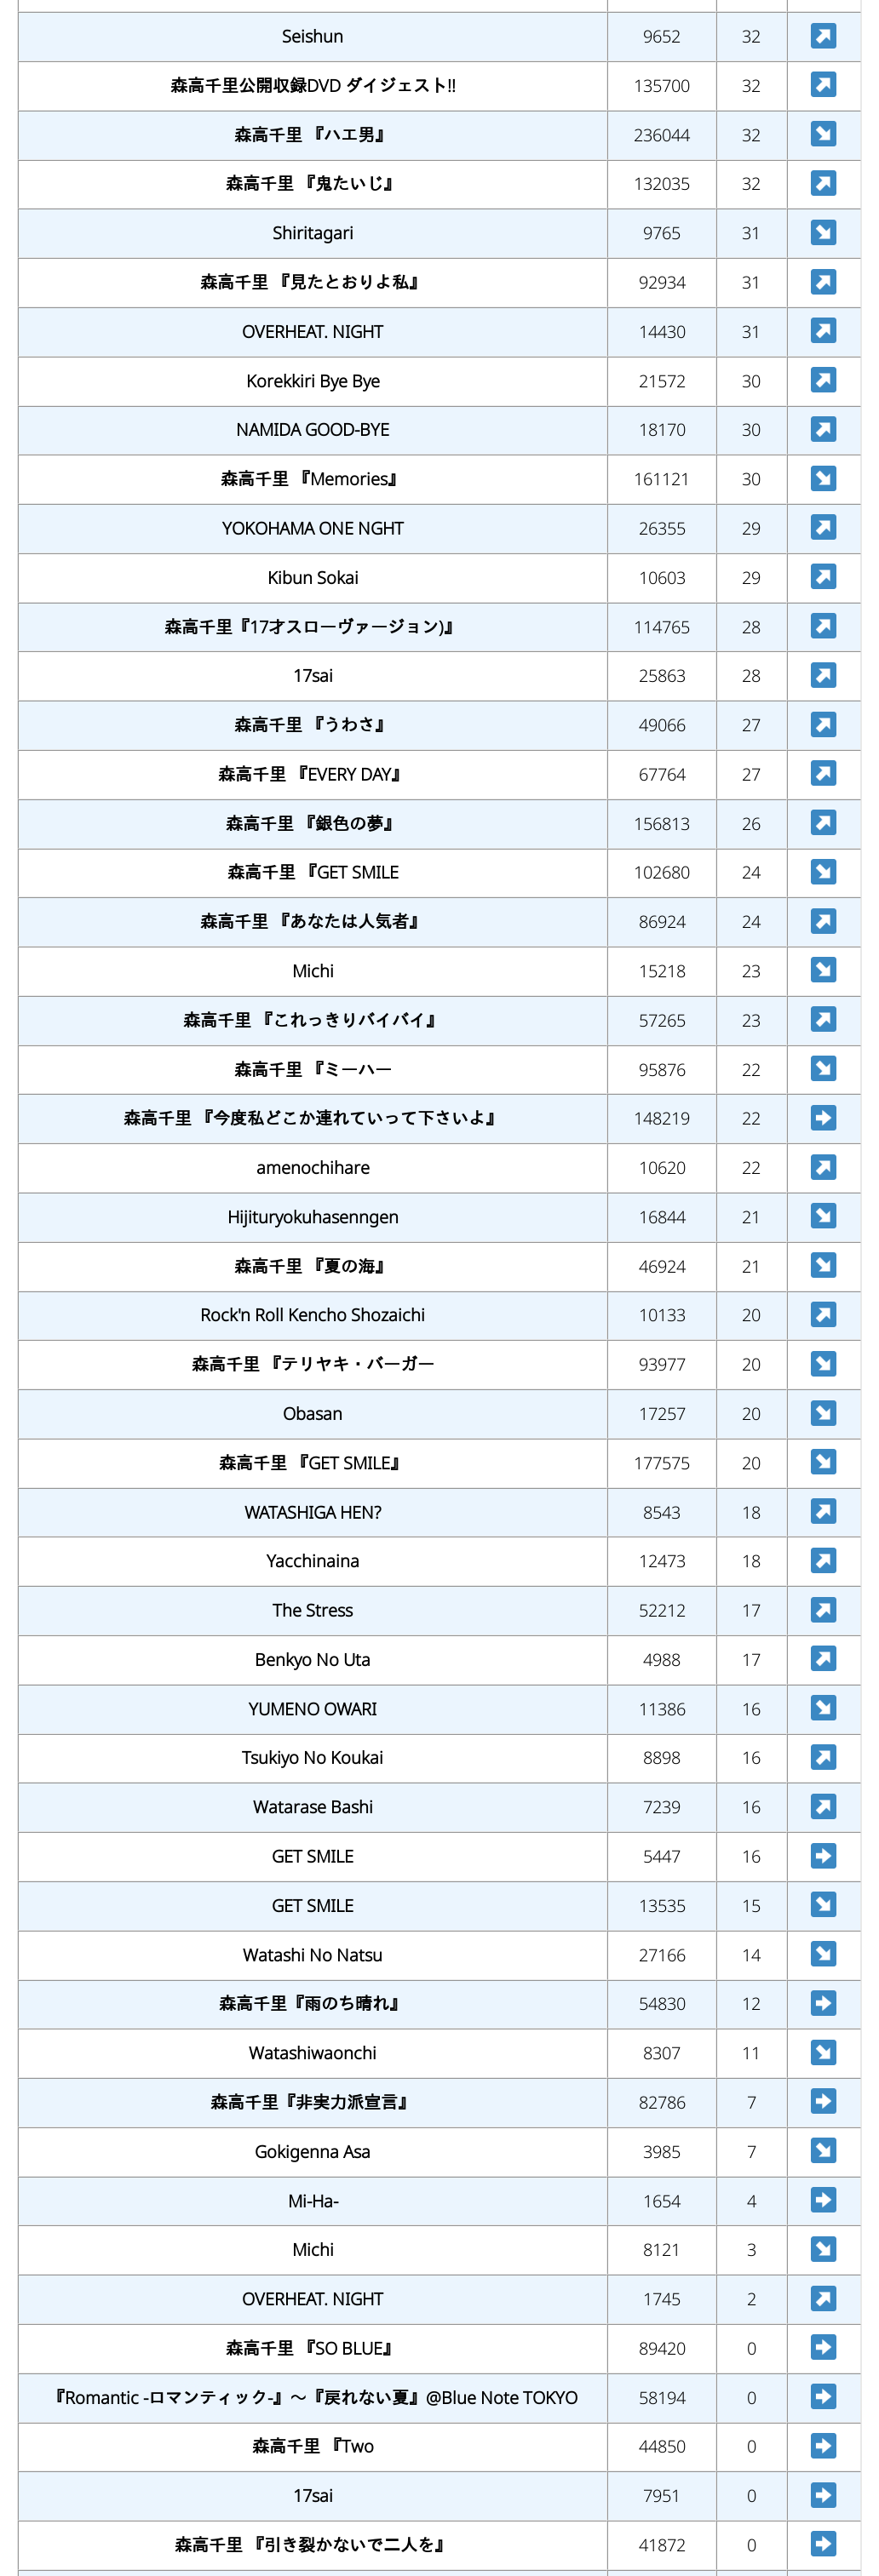 Seishun 9652 32
森高千里公開収録DVD ダイジェスト!! 135700 32
森高千里 『ハエ男』 236044 32
森高千里 『鬼たいじ』 132035 32
Shiritagari 9765 31
森高千里 『見たとおりよ私』 92934 31
OVERHEAT. NIGHT 14430 31
Korekkiri Bye Bye 21572 30
NAMIDA GOOD-BYE 18170 30
森高千里 『Memories』 161121 30
YOKOHAMA ONE NGHT 26355 29
Kibun Sokai 10603 29
森高千里『17才スローヴァージョン)』 114765 28
17sai 25863 28
森高千里 『うわさ』 49066 27
森高千里 『EVERY DAY』 67764 27
森高千里 『銀色の夢』 156813 26
森高千里 『GET SMILE 102680 24
森高千里 『あなたは人気者』 86924 24
Michi 15218 23
森高千里 『これっきりバイバイ』 57265 23
森高千里 『ミーハー 95876 22
森高千里 『今度私どこか連れていって下さいよ』 148219 22
amenochihare 10620 22
Hijituryokuhasenngen 16844 21
森高千里 『夏の海』 46924 21
Rock'n Roll Kencho Shozaichi 10133 20
森高千里 『テリヤキ・バーガー 93977 20
Obasan 17257 20
森高千里 『GET SMILE』 177575 20
WATASHIGA HEN? 8543 18
Yacchinaina 12473 18
The Stress 52212 17
Benkyo No Uta 4988 17
YUMENO OWARI 11386 16
Tsukiyo No Koukai 8898 16
Watarase Bashi 7239 16
GET SMILE 5447 16
GET SMILE 13535 15
Watashi No Natsu 27166 14
森高千里『雨のち晴れ』 54830 12
Watashiwaonchi 8307 11
森高千里『非実力派宣言』 82786 7
Gokigenna Asa 3985 7
Mi-Ha- 1654 4
Michi 8121 3
OVERHEAT. NIGHT 1745 2
森高千里 『SO BLUE』 89420 0
『Romantic -ロマンティック-』～『戻れない夏』@Blue Note TOKYO 58194 0
森高千里 『Two 44850 0
17sai 7951 0
森高千里 『引き裂かないで二人を』 41872 0